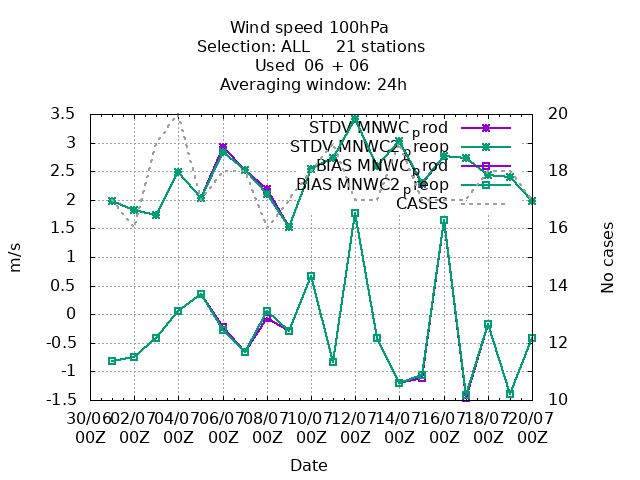 Wind speed 100hPa
Selection: ALL 21 stations
Used 06 + 06
Averaging window: 24h
3.5
3
2.5
2
1.5
1
0.5
0
-0.5
-1
-1.5
m/s
20
18
16
14
12
10
No cases
STDV MNWC_prod
STDV MNWC2_preop
BIAS MNWC_prod
BIAS MNWC2_preop
CASES
30/06 02/07 04/07 06/07 08/07 10/07 12/07 14/07 16/07 18/07 20/07
00Z 00Z 00Z 00Z 00Z 00Z 00Z 00Z 00Z 00Z 00Z
Date